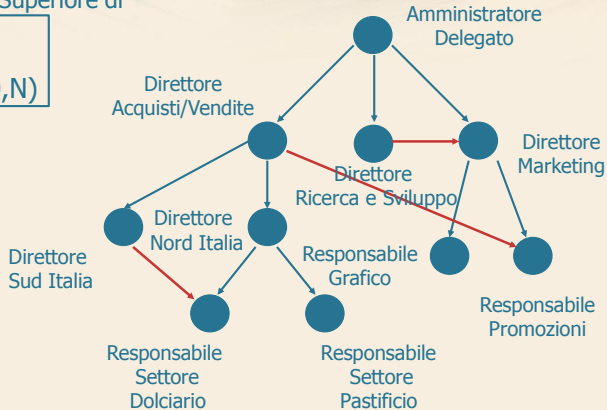 Superiore di
,N)
Amministratore
Delegato
Direttore
Acquisti/Vendite
Direttore
Ricerca e Sviluppo
Direttore
Marketing
Direttore
Sud Italia
Direttore
Nord Italia
Responsabile
Grafico
Responsabile
Promozioni
Responsabile
Settore
Dolciario
Responsabile
Settore
Pastificio